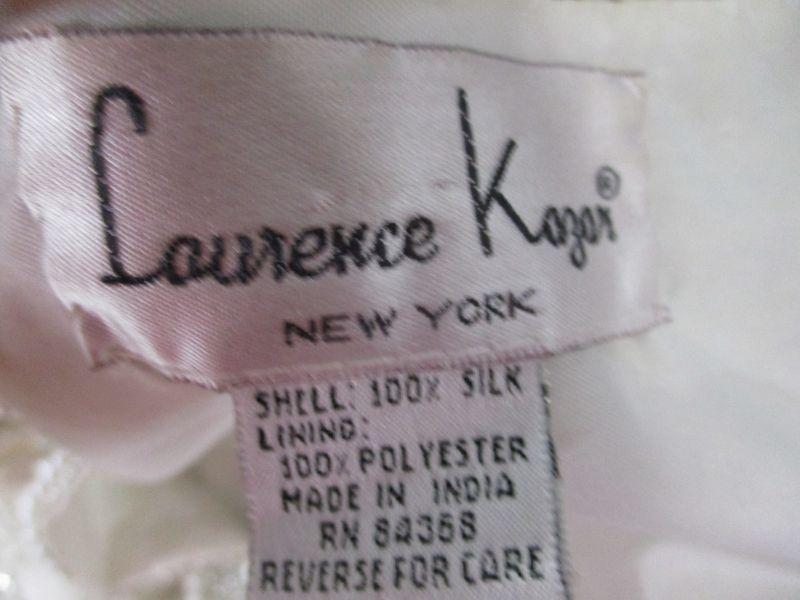 Laurence Kazar®
NEW YORK
SHELL: 100% SILK
LINING:
100% POLYESTER
MADE IN INDIA
RN 84368
REVERSE FOR CARE